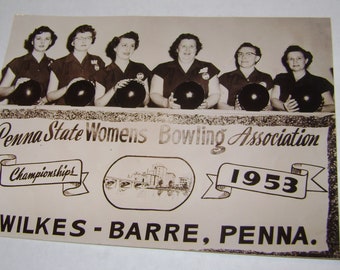 Penna State Womens Bowling Association
Championships
1953
WILKES - BARRE, PENNA.